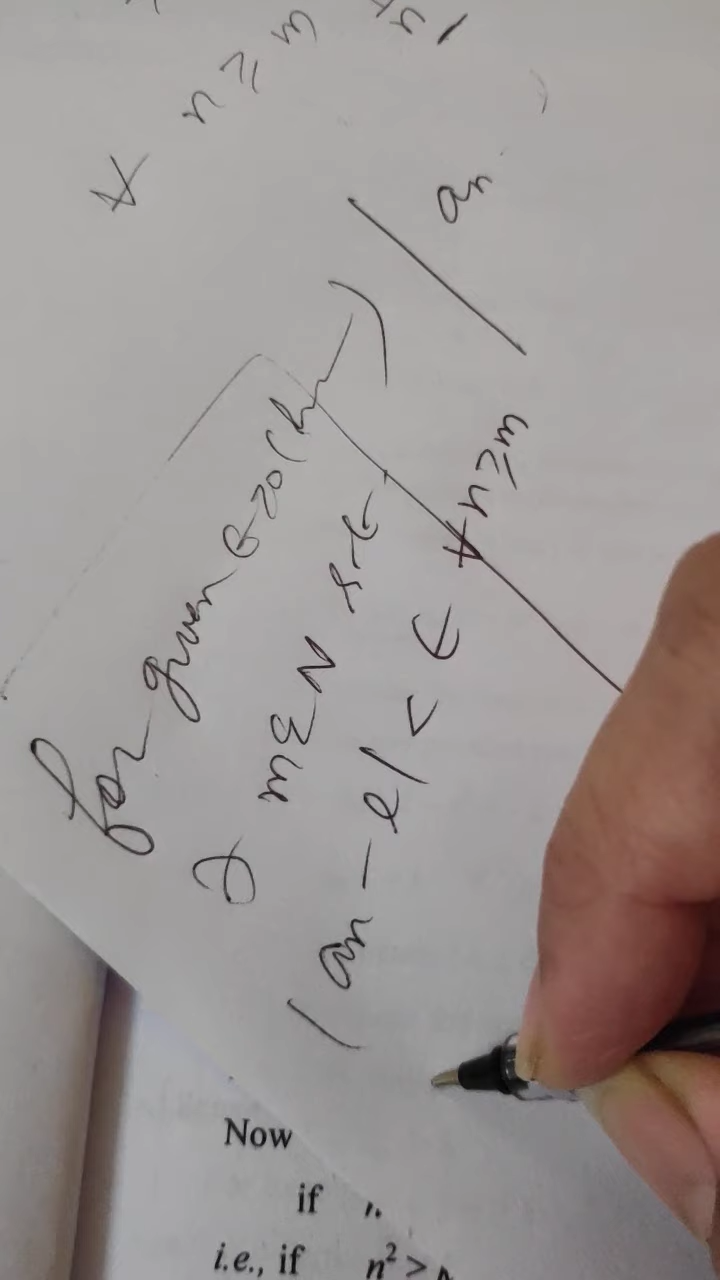 ∀ n ≥ m
for given ϵ>0 (
∃ m ∈ N s.t.
|an − l| < ϵ ∀ n ≥ m
| an
Now
if
i.e., if n² >